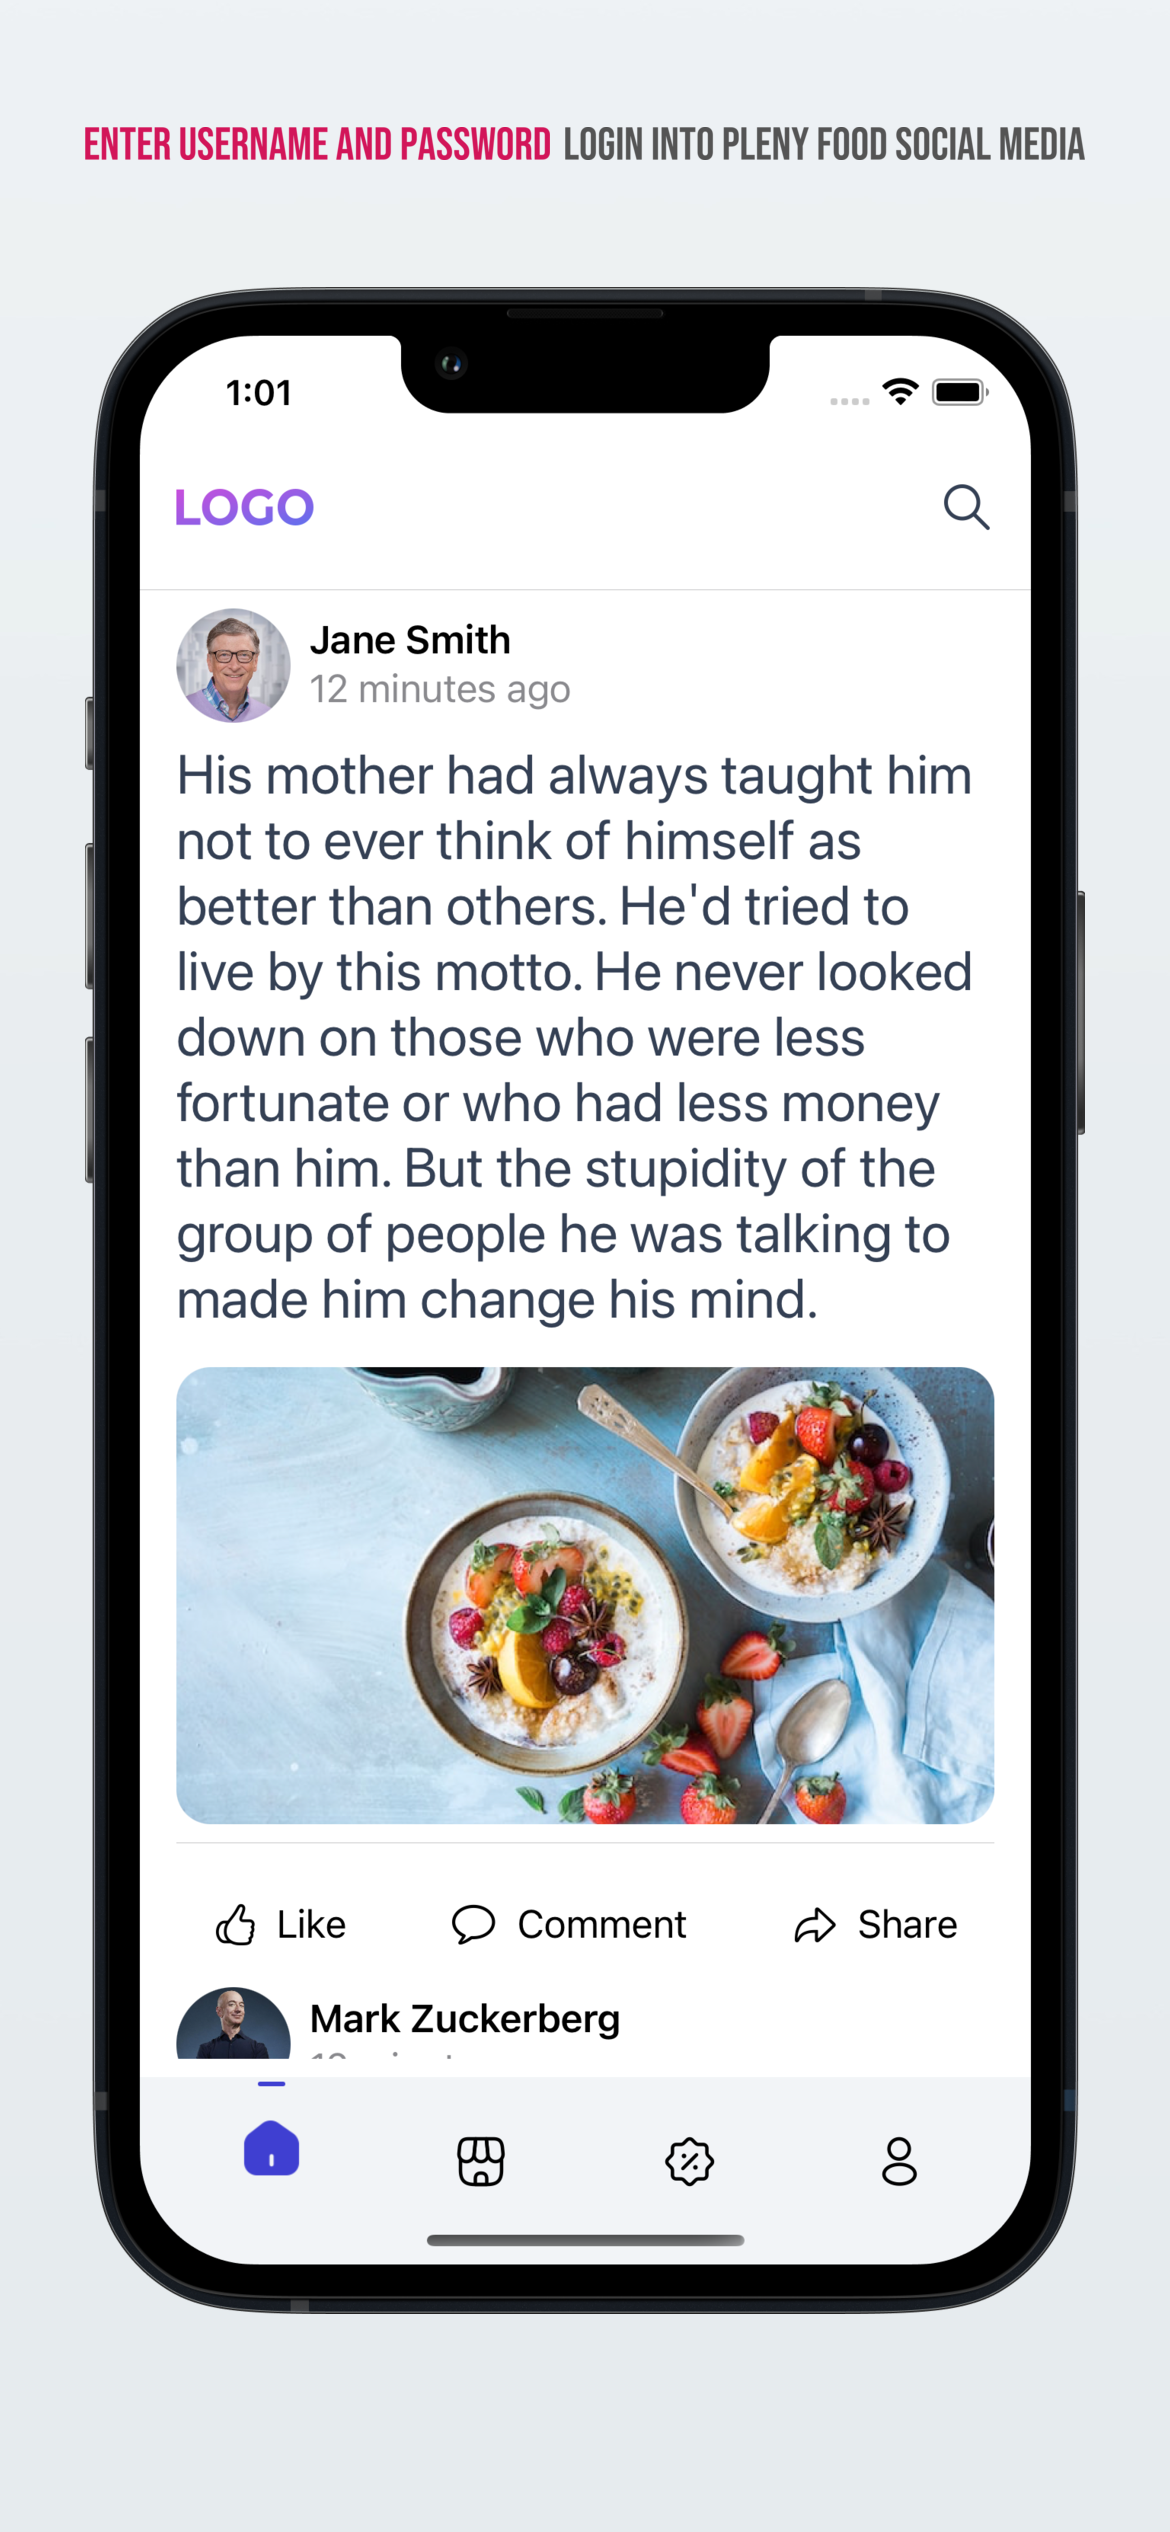 ENTER USERNAME AND PASSWORD LOGIN INTO PLENY FOOD SOCIAL MEDIA
1:01
LOGO
Jane Smith
12 minutes ago
His mother had always taught him
not to ever think of himself as
better than others. He'd tried to
live by this motto. He never looked
down on those who were less
fortunate or who had less money
than him. But the stupidity of the
group of people he was talking to
made him change his mind.
Like Comment Share
Mark Zuckerberg